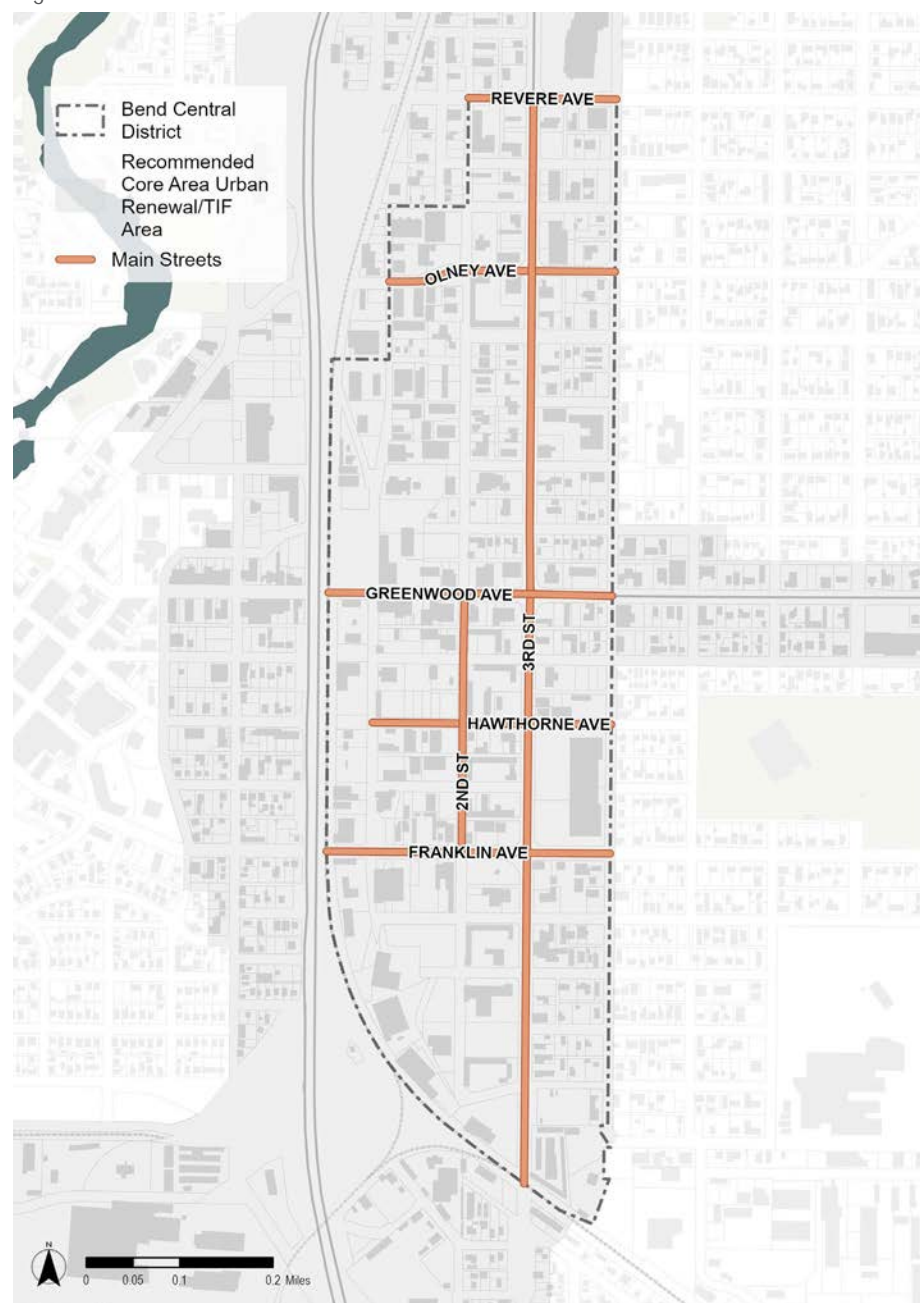 REVERE AVE
Bend Central
District
Recommended
Core Area Urban
Renewal/TIF
Area
Main Streets
OLNEY AVE
GREENWOOD AVE
3RD ST
HAWTHORNE AVE
2ND ST
FRANKLIN AVE
N
0 0.05 0.1 0.2 Miles